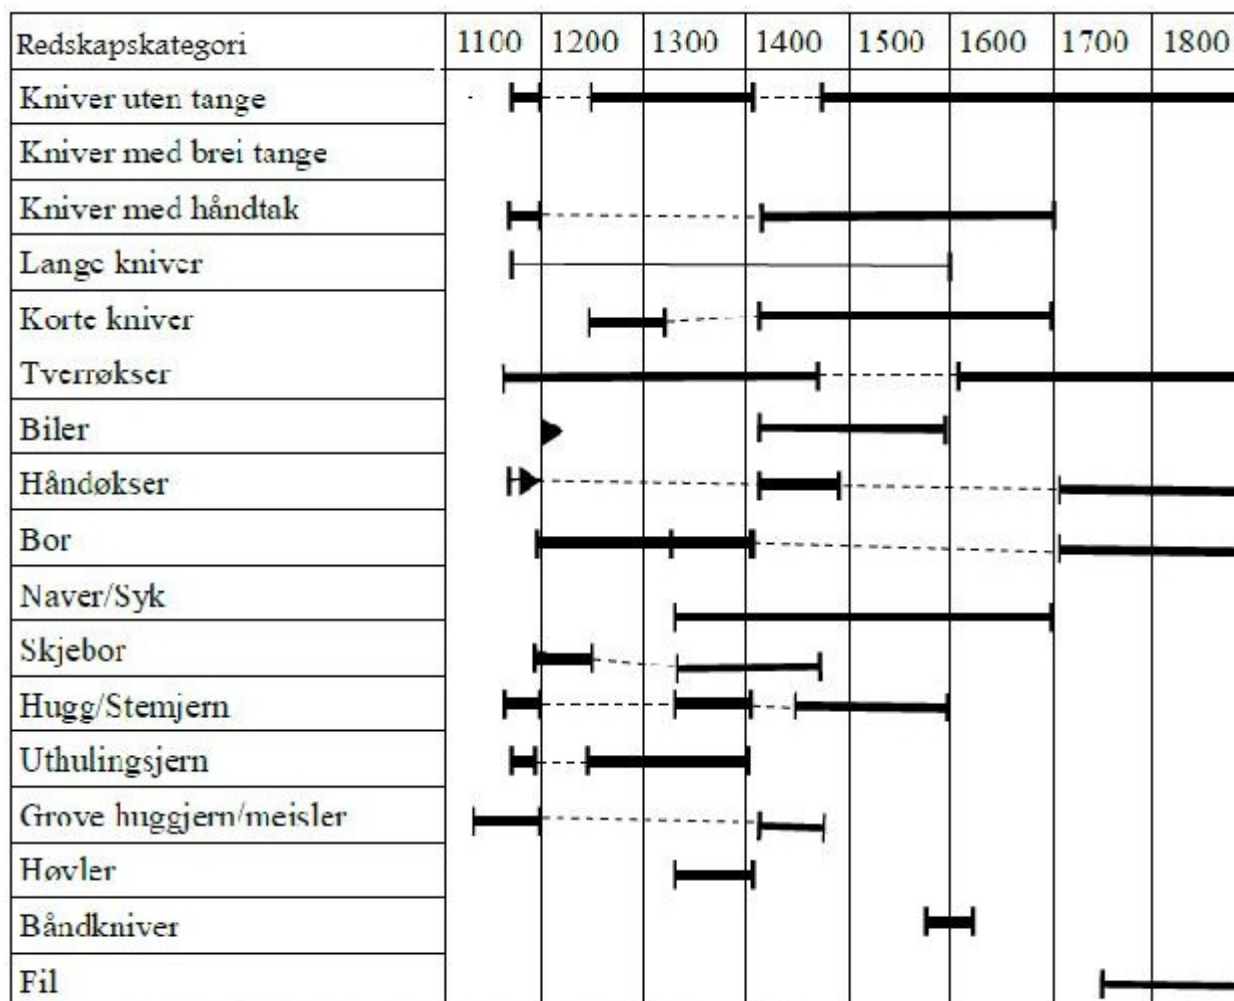 Redskapskategori 1100 1200 1300 1400 1500 1600 1700 1800
Kniver uten tange
Kniver med brei tange
Kniver med håndtak
Lange kniver
Korte kniver
Tverrøkser
Biler
Håndøkser
Bor
Naver/Syk
Skjebor
Hugg/Stemjern
Uthulingsjern
Grove huggjern/meisler
Høvler
Båndkniver
Fil